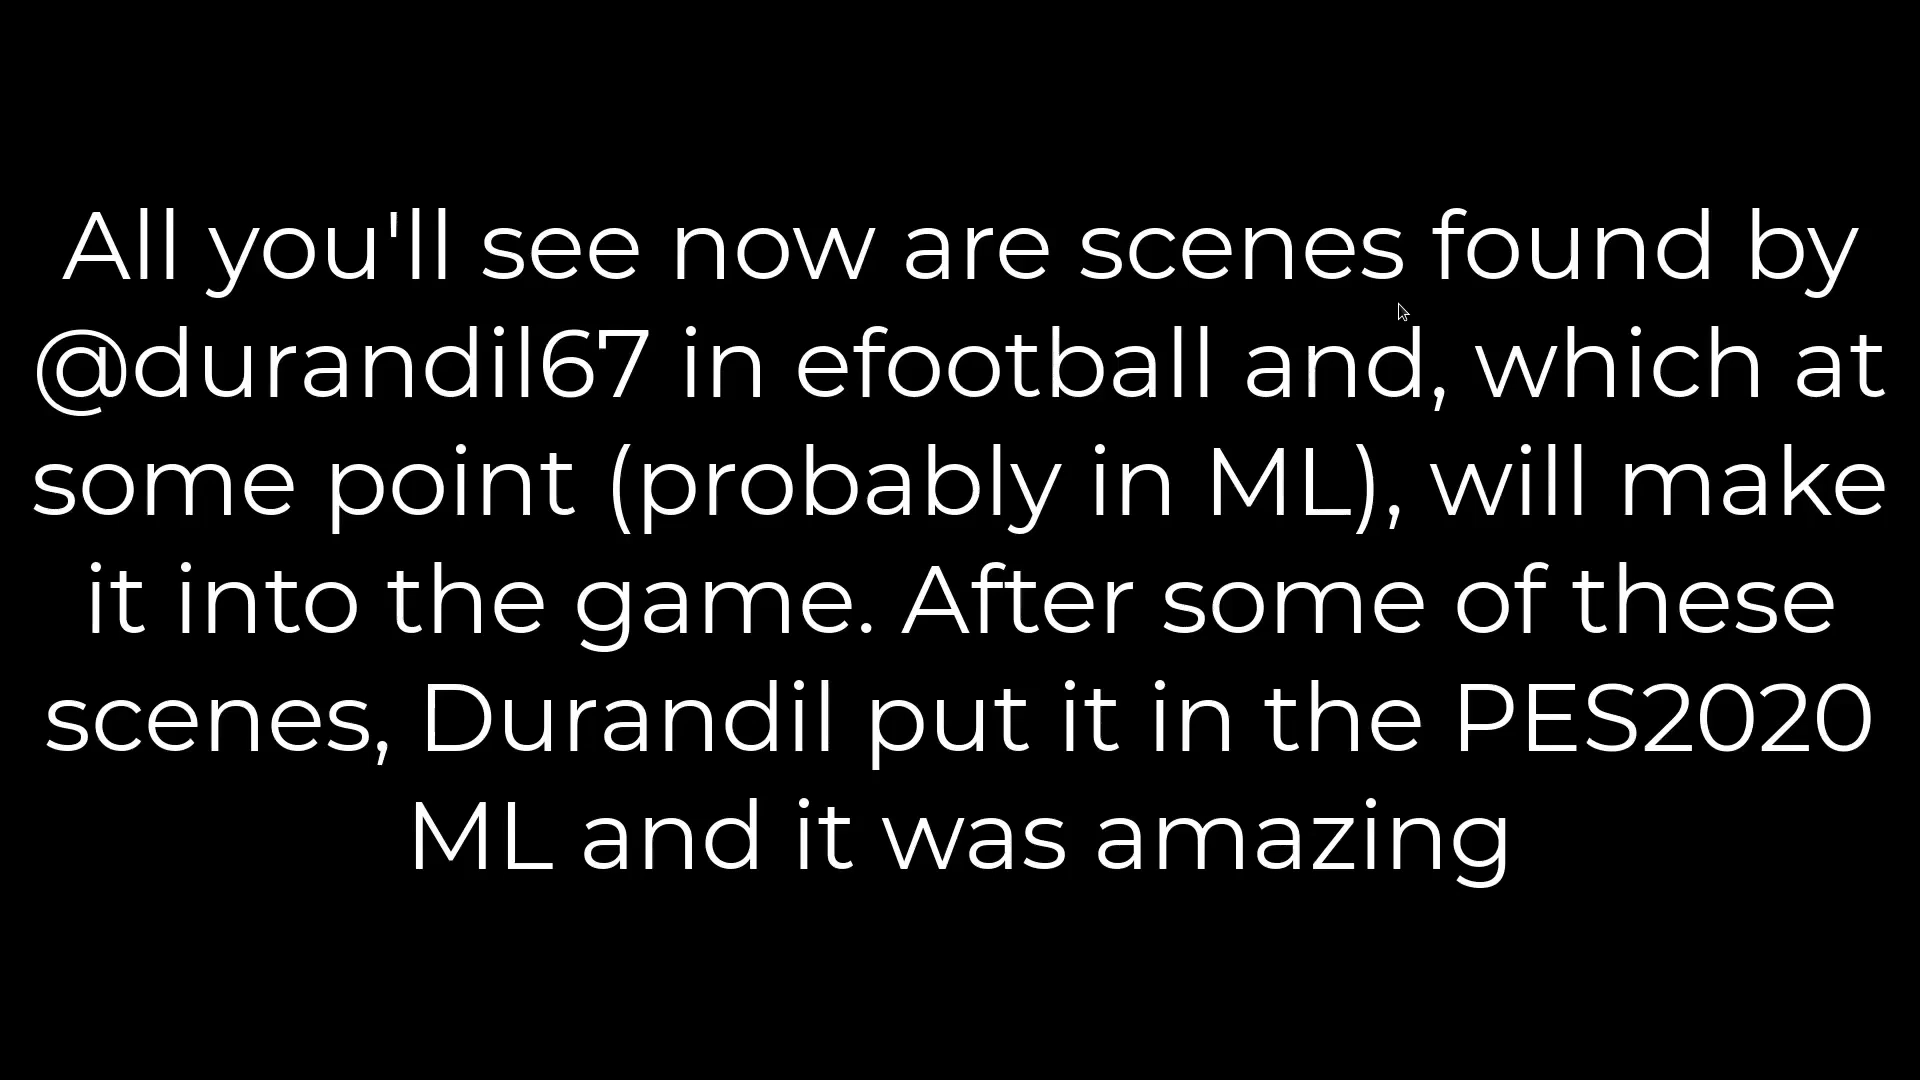 All you'll see now are scenes found by
@durandil67 in efootball and, which at
some point (probably in ML), will make
it into the game. After some of these
scenes, Durandil put it in the PES2020
ML and it was amazing